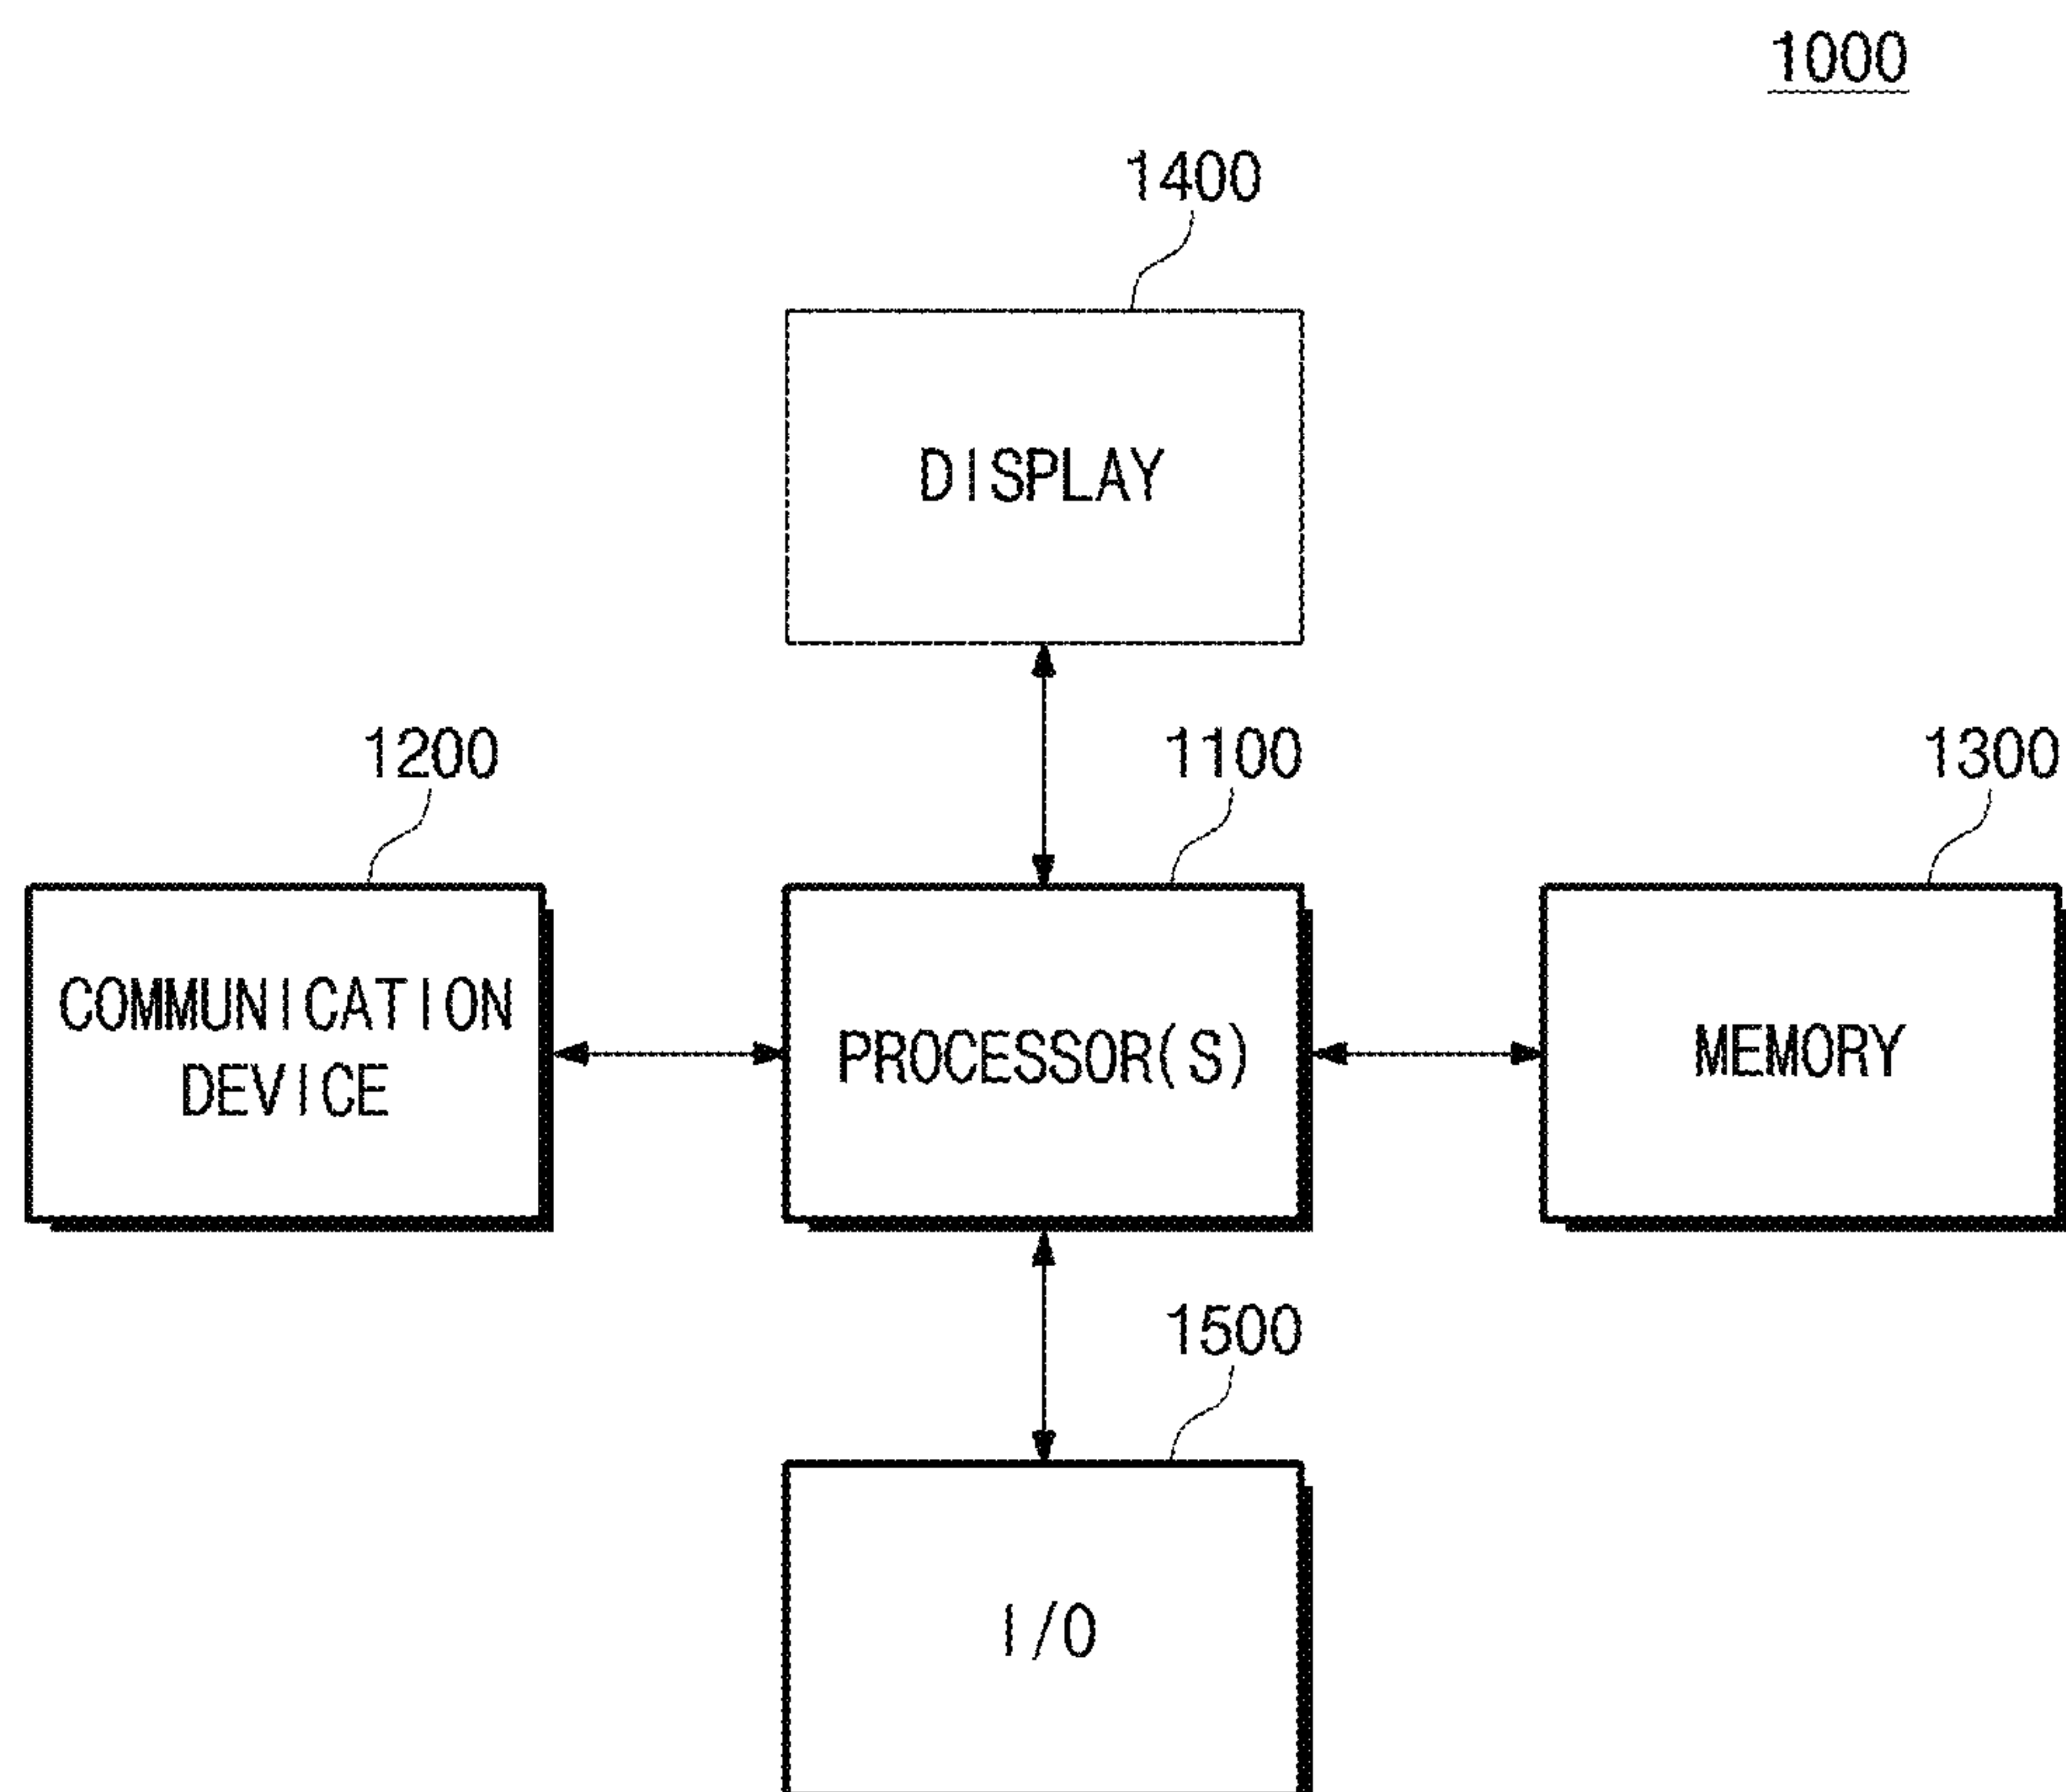 1000
1400
DISPLAY
1200
1100
1300
COMMUNICATION
DEVICE
PROCESSOR(S)
MEMORY
1500
I/O